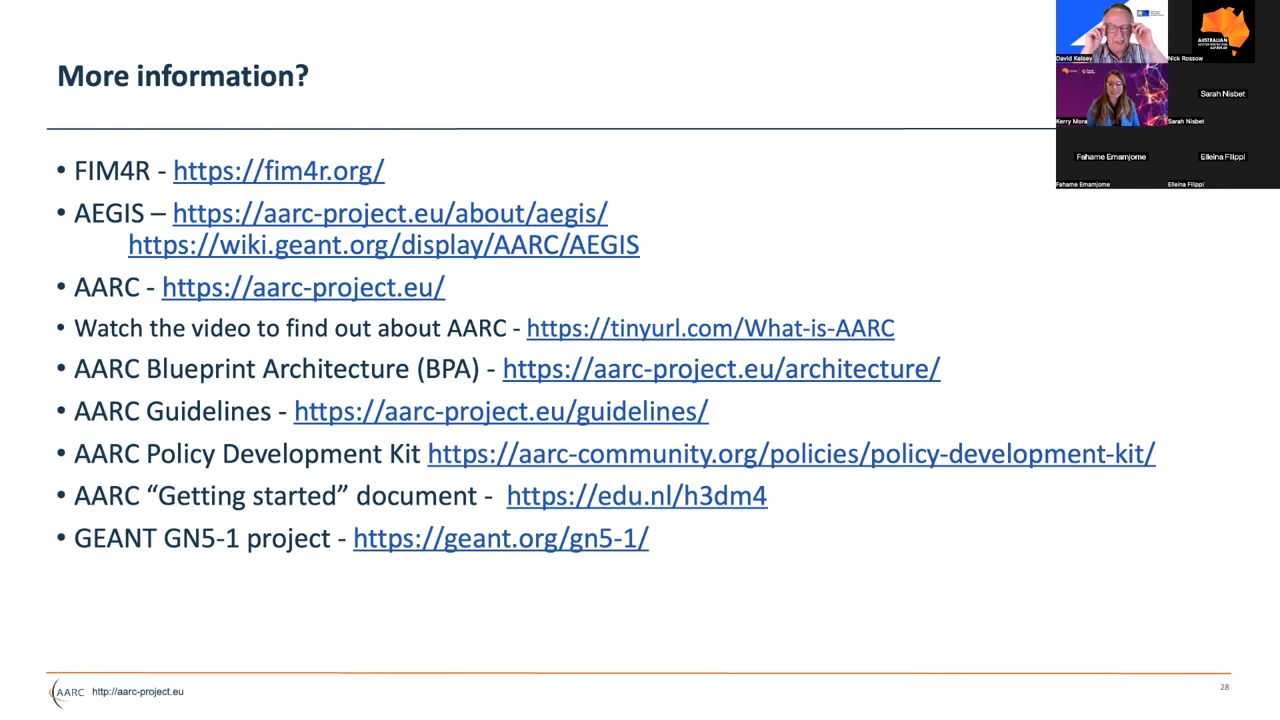 More information?
• FIM4R - https://fim4r.org/
• AEGIS – https://aarc-project.eu/about/aegis/
https://wiki.geant.org/display/AARC/AEGIS
• AARC - https://aarc-project.eu/
• Watch the video to find out about AARC - https://tinyurl.com/What-is-AARC
• AARC Blueprint Architecture (BPA) - https://aarc-project.eu/architecture/
• AARC Guidelines - https://aarc-project.eu/guidelines/
• AARC Policy Development Kit https://aarc-community.org/policies/policy-development-kit/
• AARC “Getting started” document - https://edu.nl/h3dm4
• GEANT GN5-1 project - https://geant.org/gn5-1/
AARC http://aarc-project.eu
28
David Kelsey
AUSTRALIAN
Nick Rossow
Kerry Mora
Sarah Nisbet
Sarah Nisbet
Fahame Emamjome
Fahame Emamjome
Elleina Filippi
Elleina Filippi